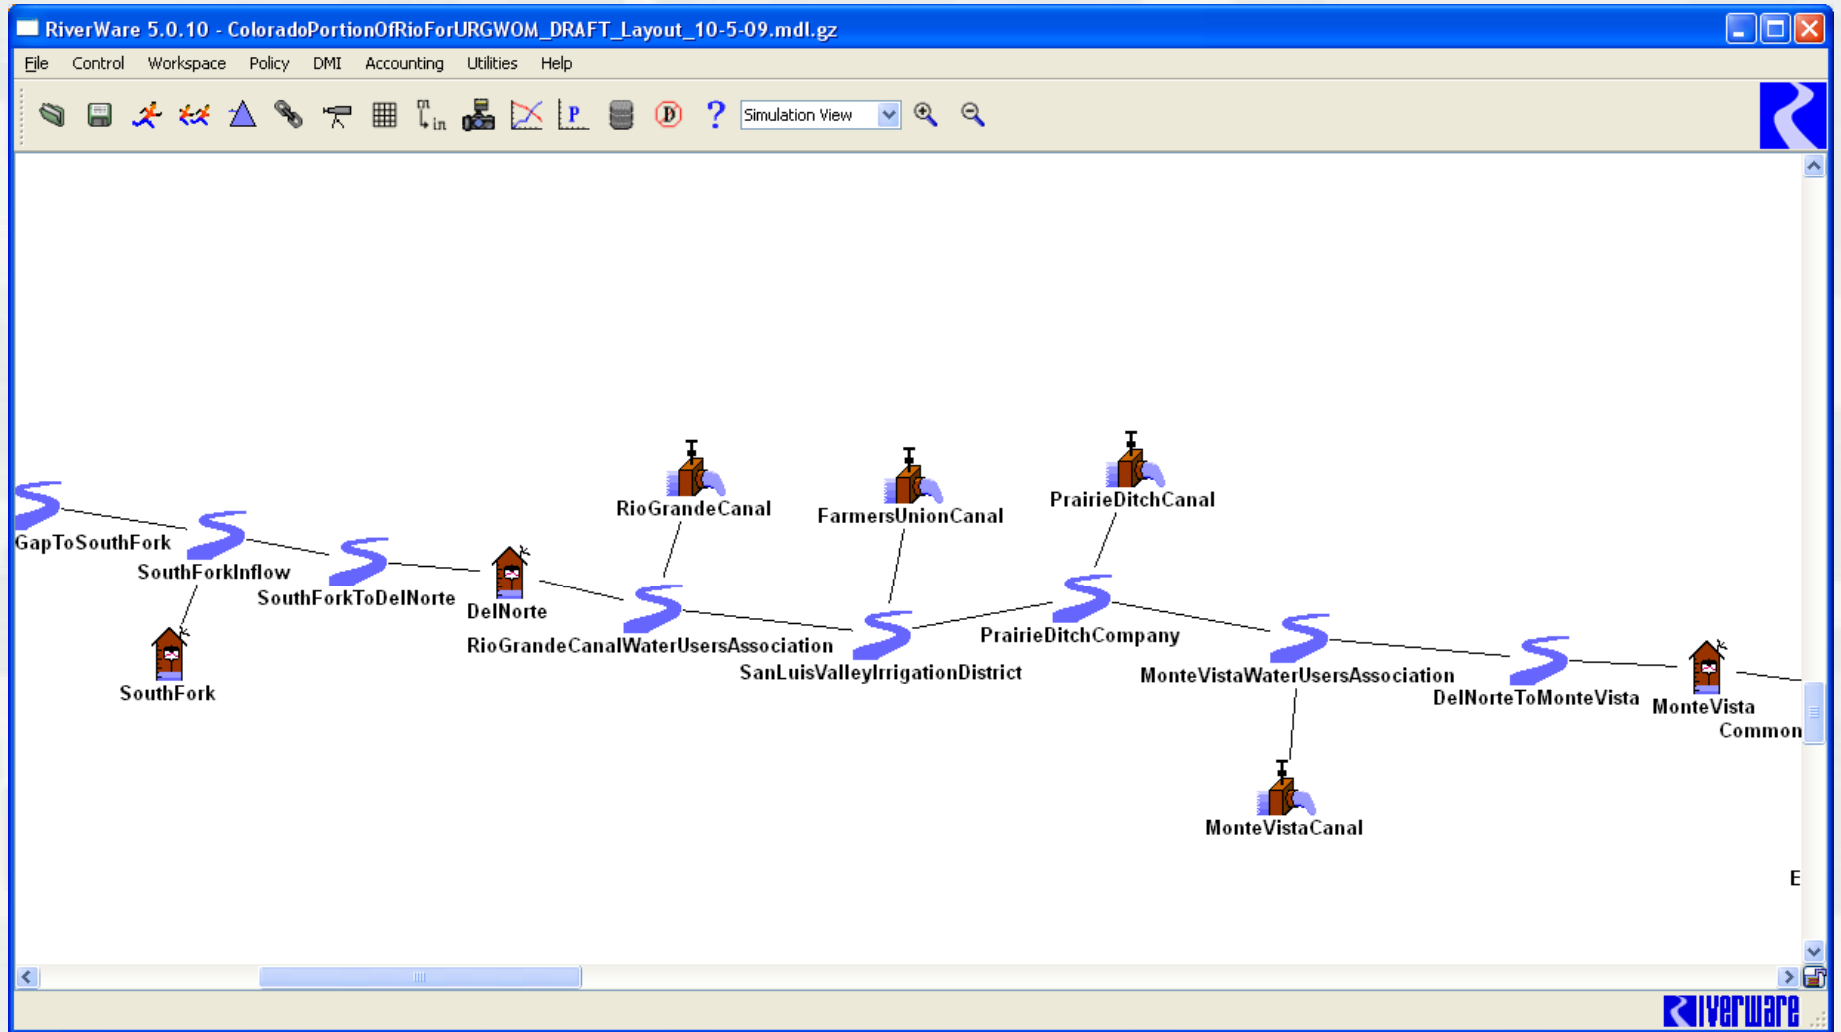 RiverWare 5.0.10 - ColoradoPortionOfRioForURGWOM_DRAFT_Layout_10-5-09.mdl.gz
File Control Workspace Policy DMI Accounting Utilities Help
m in P D ? Simulation View
RioGrandeCanal
FarmersUnionCanal
PrairieDitchCanal
GapToSouthFork
SouthForkInflow
SouthForkToDelNorte
DelNorte
RioGrandeCanalWaterUsersAssociation
PrairieDitchCompany
SanLuisValleyIrrigationDistrict
MonteVistaWaterUsersAssociation
SouthFork
DelNorteToMonteVista
MonteVista
Common
MonteVistaCanal
E
Riverware